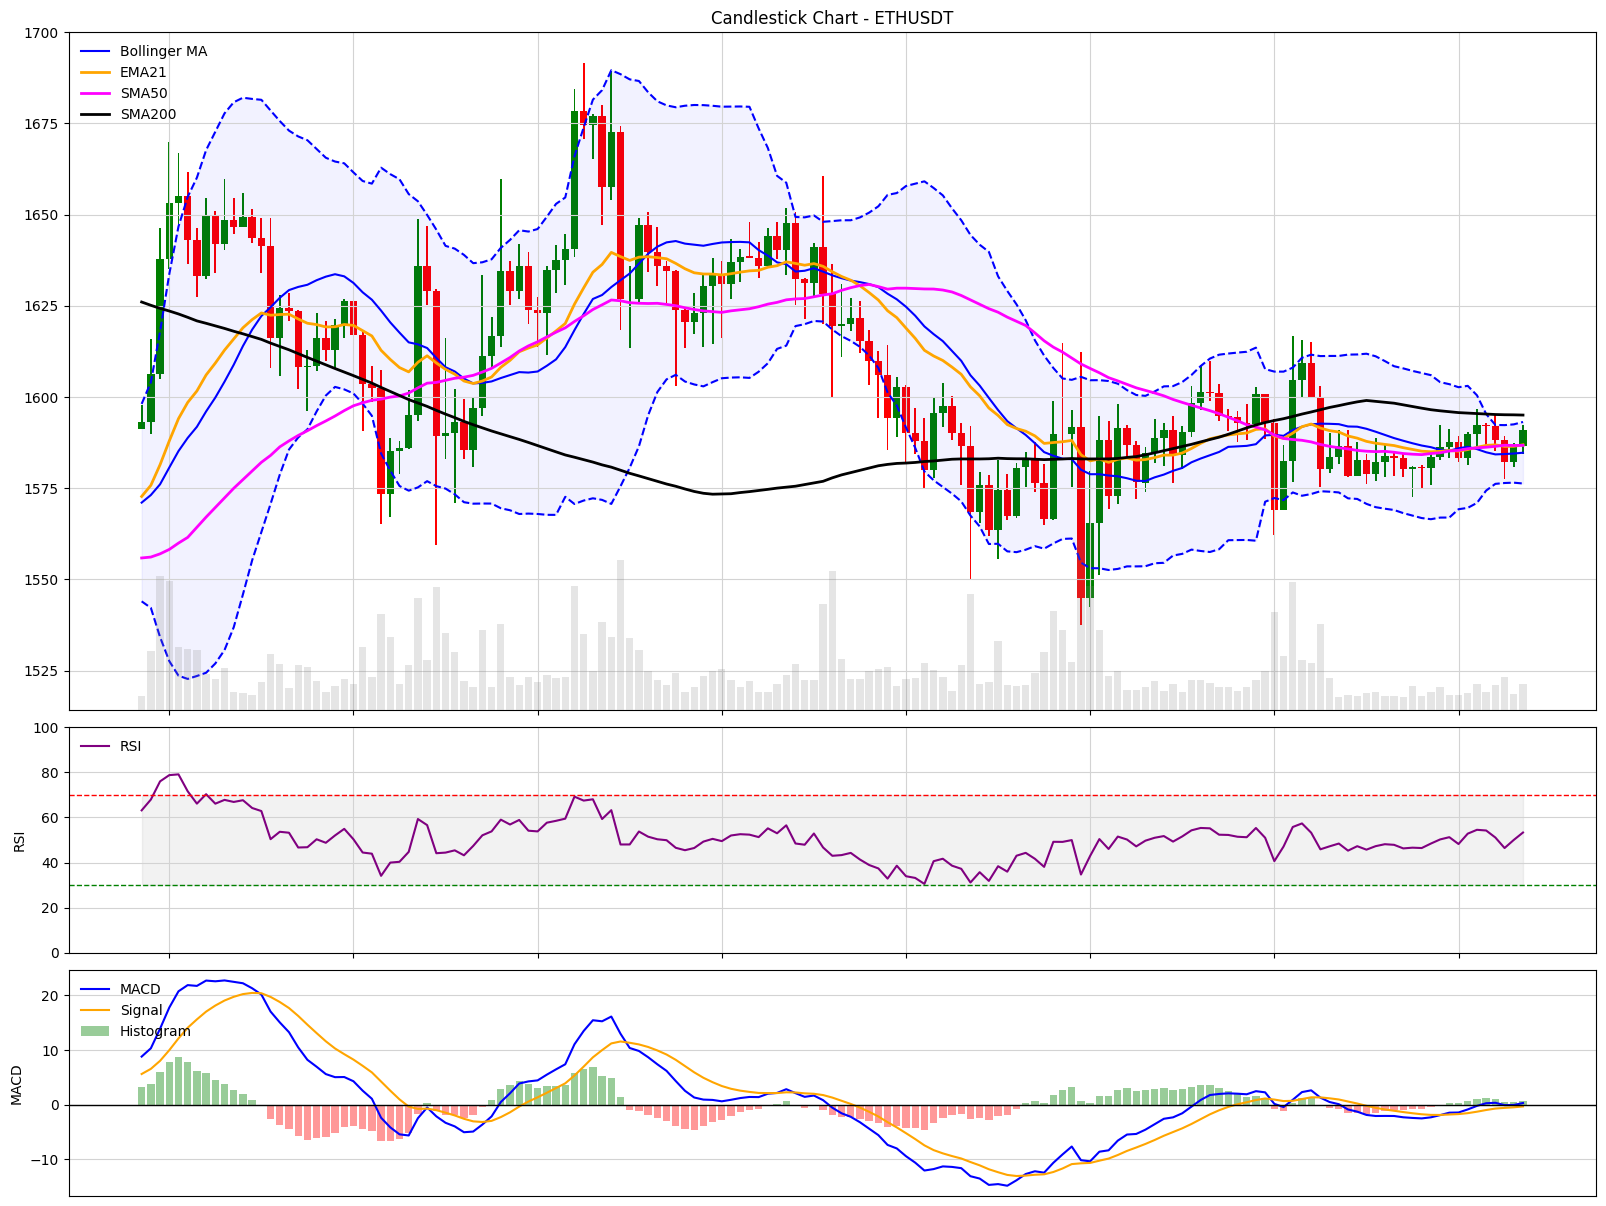 Candlestick Chart - ETHUSDT
1700
1675
1650
1625
1600
1575
1550
1525
Bollinger MA
EMA21
SMA50
SMA200
100
80
60
40
20
0
RSI
RSI
20
10
0
−10
MACD
MACD
Signal
Histogram